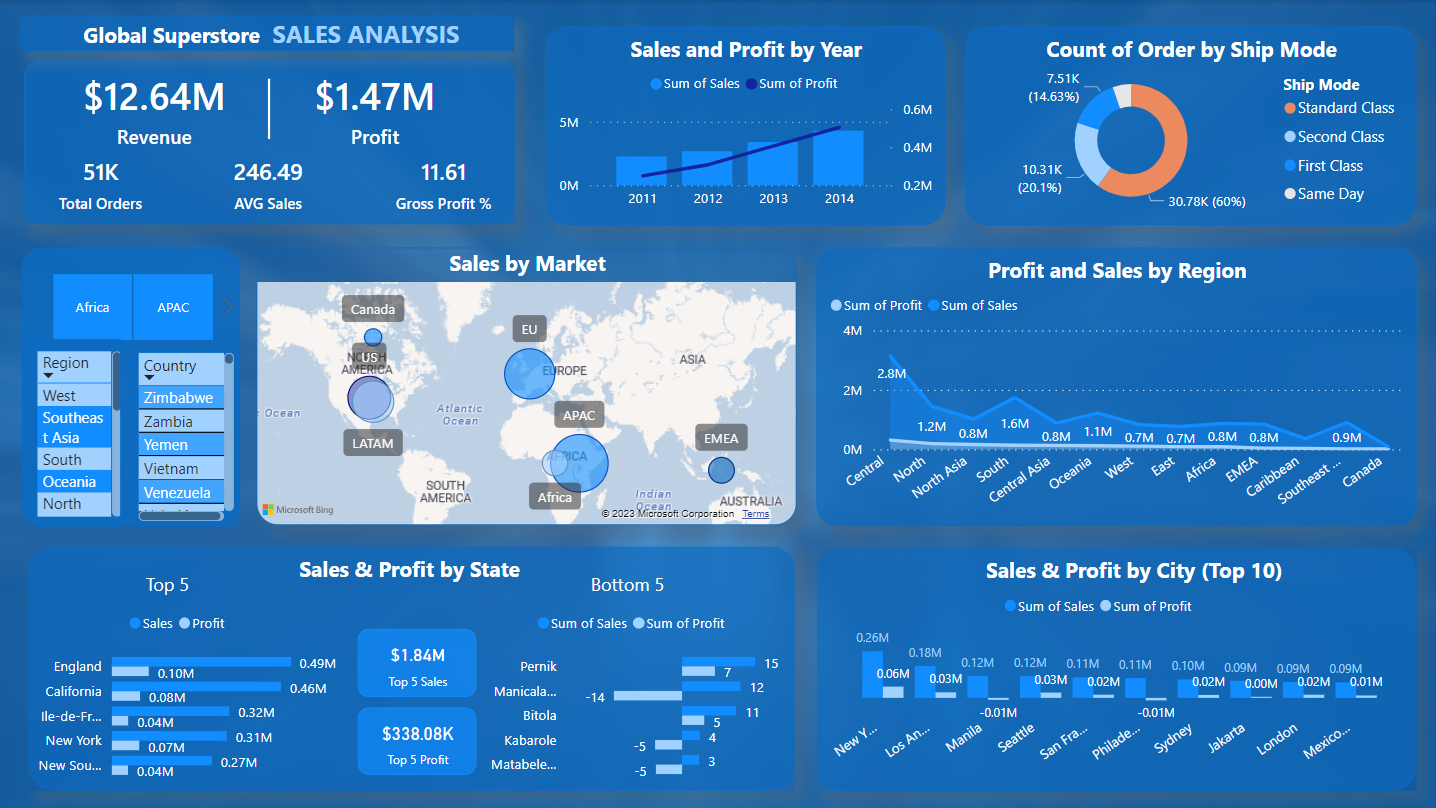 Global Superstore SALES ANALYSIS
$12.64M
Revenue
$1.47M
Profit
51K
Total Orders
246.49
AVG Sales
11.61
Gross Profit %
Sales and Profit by Year
Sum of Sales
Sum of Profit
5M
0M
0.6M
0.4M
0.2M
2011
2012
2013
2014
Count of Order by Ship Mode
7.51K
(14.63%)
10.31K
(20.1%)
30.78K (60%)
Ship Mode
Standard Class
Second Class
First Class
Same Day
Africa
APAC
Region
West
Southeas
t Asia
South
Oceania
North
Country
Zimbabwe
Zambia
Yemen
Vietnam
Venezuela
Sales by Market
Canada
US
NORTH
AMERICA
LATAM
EU
EUROPE
ASIA
Ocean
Atlantic
Ocean
APAC
AFRICA
Africa
EMEA
SOUTH
AMERICA
Indian
Ocean
AUSTRALIA
Microsoft Bing
© 2023 Microsoft Corporation Terms
Profit and Sales by Region
Sum of Profit
Sum of Sales
4M
2M
0M
2.8M
1.2M
0.8M
1.6M
0.8M
1.1M
0.7M
0.7M
0.8M
0.8M
0.9M
Central
North
North Asia
South
Central Asia
Oceania
West
East
Africa
EMEA
Caribbean
Southeast ...
Canada
Sales & Profit by State
Top 5
Sales
Profit
England
0.49M
0.10M
California
0.46M
0.08M
Ile-de-Fr...
0.32M
0.04M
New York
0.31M
0.07M
New Sou...
0.27M
0.04M
$1.84M
Top 5 Sales
$338.08K
Top 5 Profit
Bottom 5
Sum of Sales
Sum of Profit
Pernik
15
7
Manicala...
12
-14
Bitola
11
5
Kabarole
4
-5
Matabele...
3
-5
Sales & Profit by City (Top 10)
Sum of Sales
Sum of Profit
0.26M
0.06M
0.18M
0.03M
0.12M
-0.01M
0.12M
0.03M
0.11M
0.02M
0.11M
-0.01M
0.10M
0.02M
0.09M
0.00M
0.09M
0.02M
0.09M
0.01M
New Y...
Los An...
Manila
Seattle
San Fra...
Philade...
Sydney
Jakarta
London
Mexico...